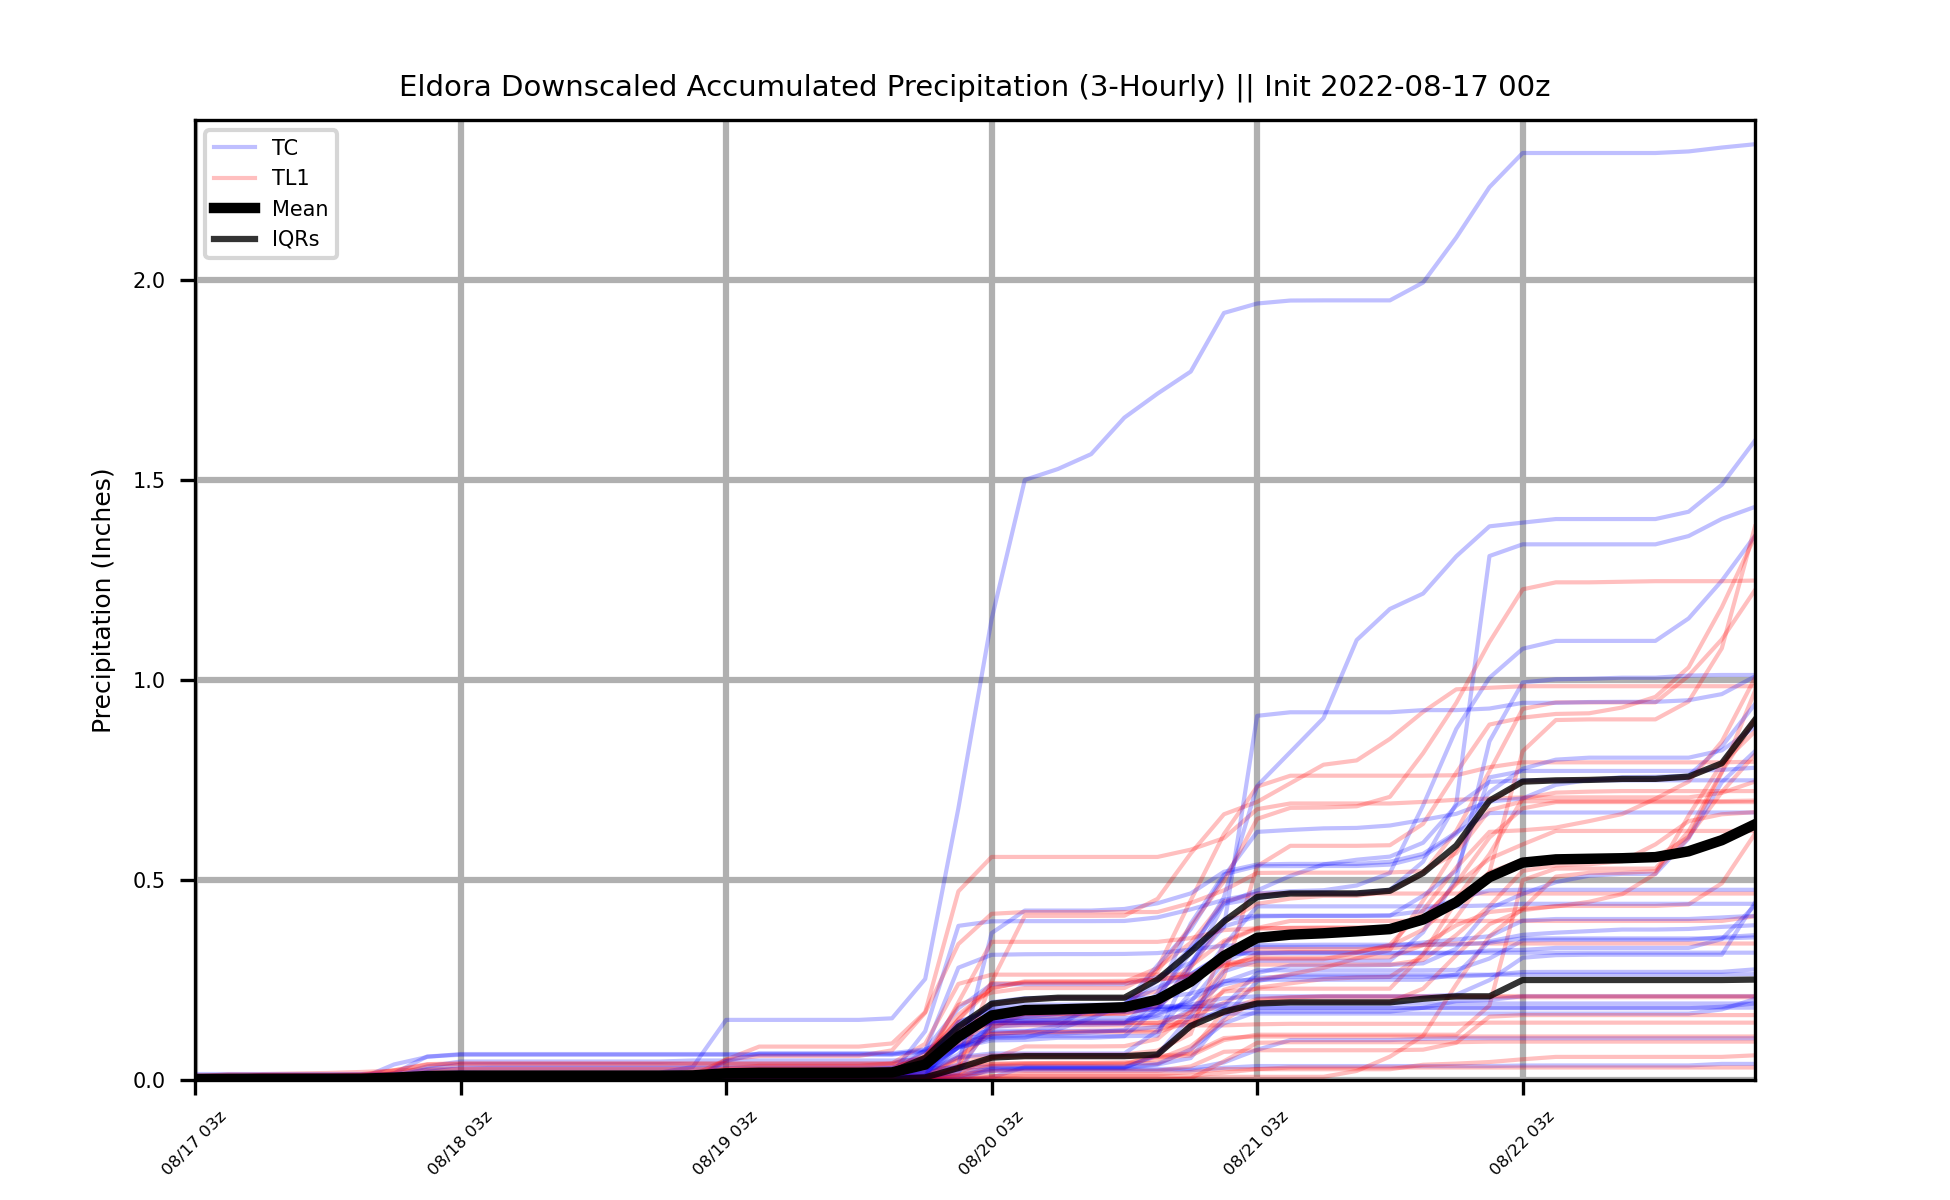 Eldora Downscaled Accumulated Precipitation (3-Hourly) || Init 2022-08-17 00z
TC
TL1
Mean
IQRs
Precipitation (Inches)
2.0
1.5
1.0
0.5
0.0
08/17 03z
08/18 03z
08/19 03z
08/20 03z
08/21 03z
08/22 03z